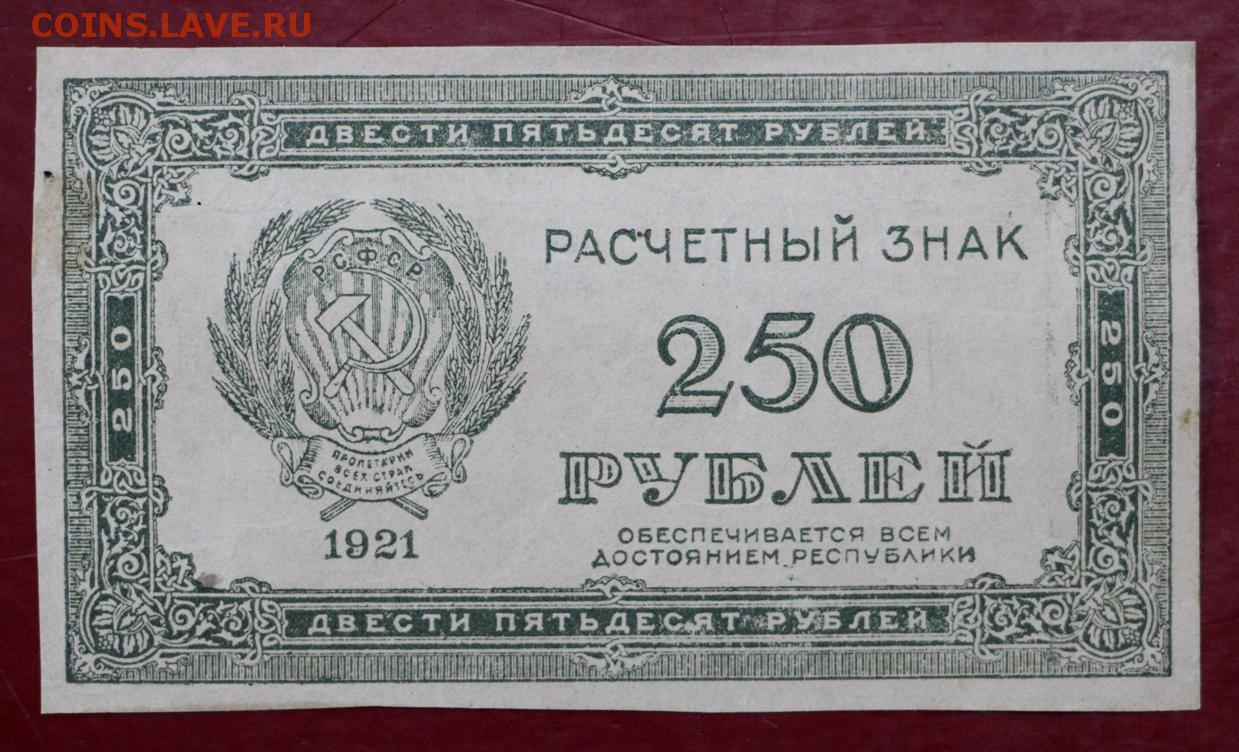 COINS.LAVE.RU
ДВЕСТИ ПЯТЬДЕСЯТ РУБЛЕЙ
РСФСР
РАСЧЕТНЫЙ ЗНАК
250
250
250
РУБЛЕЙ
ПРОЛЕТАРИИ
ВСЕХ СТРАН
СОЕДИНЯЙТЕСЬ
1921
ОБЕСПЕЧИВАЕТСЯ ВСЕМ
ДОСТОЯНИЕМ РЕСПУБЛИКИ
ДВЕСТИ ПЯТЬДЕСЯТ РУБЛЕЙ